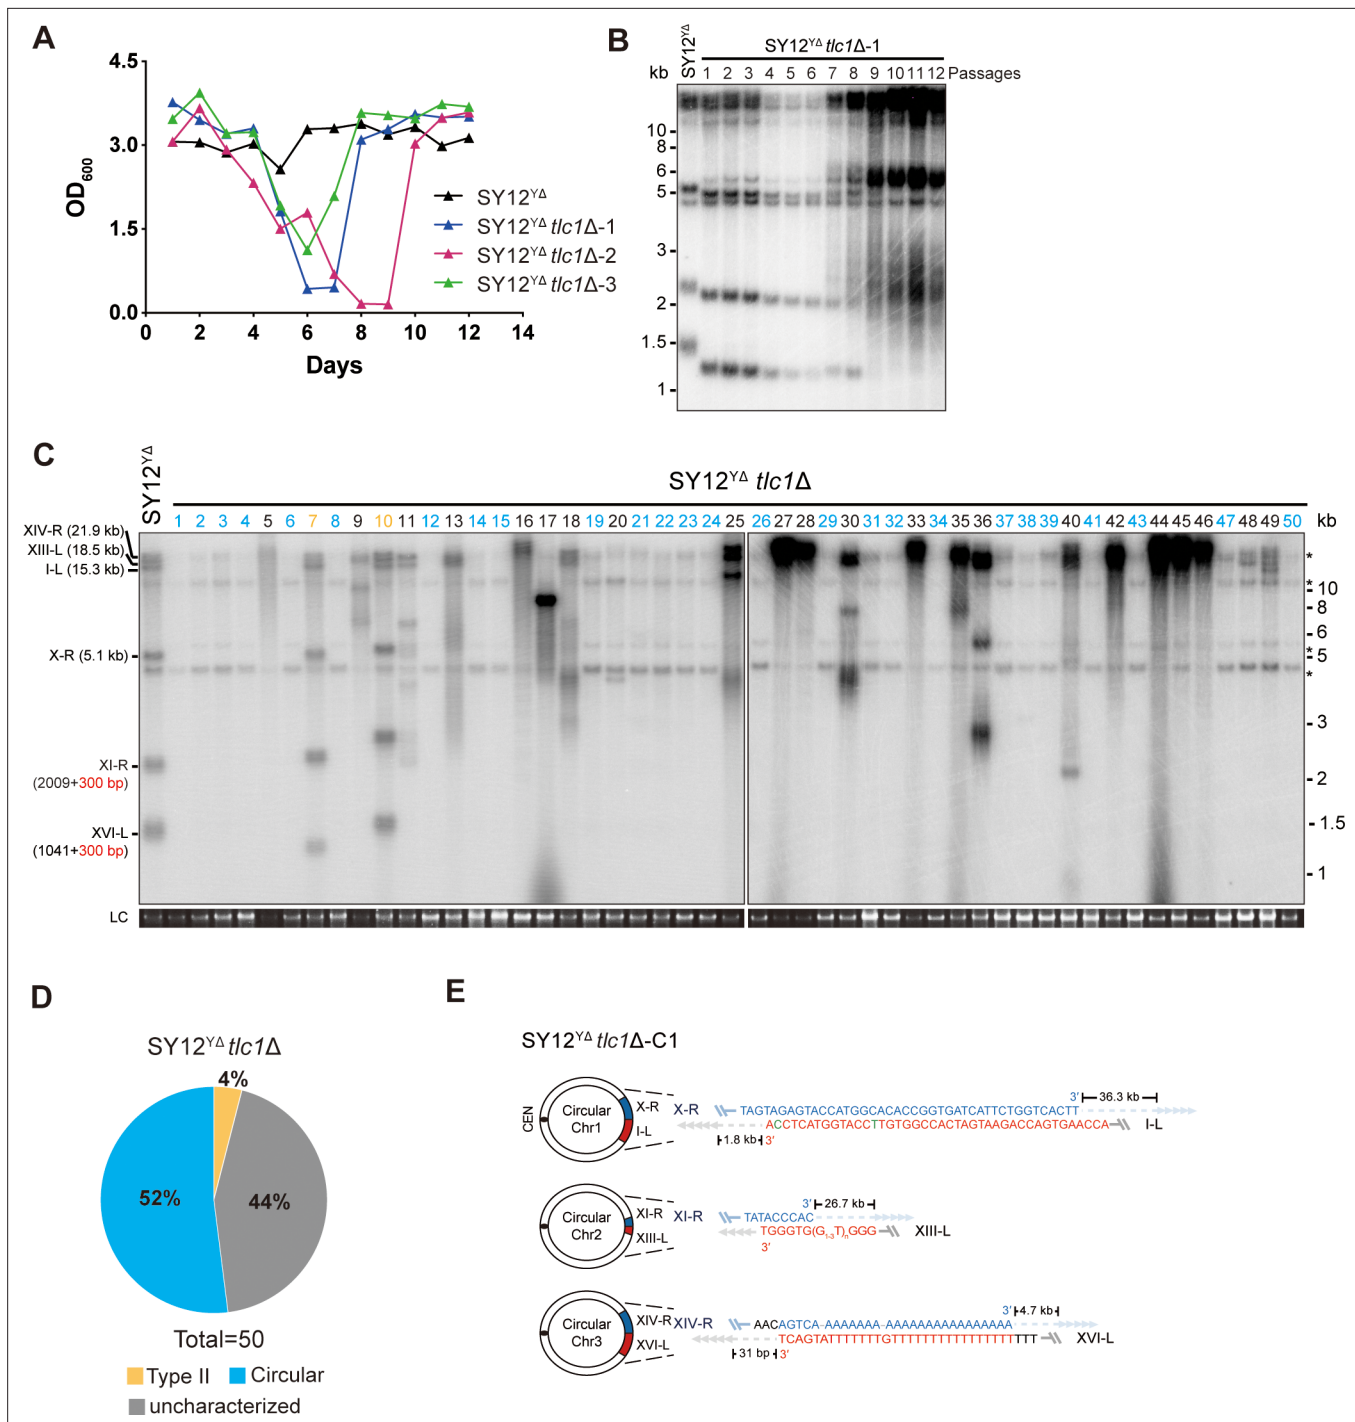 A
4.5
3.0
1.5
0.0
OD600
0 2 4 6 8 10 12 14
Days
SY12YΔ
SY12YΔ tlc1Δ-1
SY12YΔ tlc1Δ-2
SY12YΔ tlc1Δ-3
B
SY12YΔ
SY12YΔ tlc1Δ-1
kb
1 2 3 4 5 6 7 8 9 10 11 12 Passages
10
8
6
5
3
2
1.5
1
C
SY12YΔ
SY12YΔ tlc1Δ
1 2 3 4 5 6 7 8 9 10 11 12 13 14 15 16 17 18 19 20 21 22 23 24 25 26 27 28 29 30 31 32 33 34 35 36 37 38 39 40 41 42 43 44 45 46 47 48 49 50 kb
XIV-R (21.9 kb)
XIII-L (18.5 kb)
I-L (15.3 kb)
X-R (5.1 kb)
XI-R
(2009+300 bp)
XVI-L
(1041+300 bp)
*
*
10
8
6
*
5
*
3
2
1.5
1
LC
D
SY12YΔ tlc1Δ
4%
52%
44%
Total=50
Type II
Circular
uncharacterized
E
SY12YΔ tlc1Δ-C1
CEN
Circular
Chr1
X-R
I-L
X-R
3′
36.3 kb
TAGTAGAGTACCATGGCACACCGGTGATCATTCTGGTCACTT
ACCTCATGGTACCTTGTGGCCACTAGTAAGACCAGTGAACCA
I-L
1.8 kb
3′
Circular
Chr2
XI-R
XIII-L
XI-R
3′
26.7 kb
TATACCCAC
TGGGTG(G1-3T)nGGG
XIII-L
3′
Circular
Chr3
XIV-R
XVI-L
XIV-R
3′
4.7 kb
AACAGTCA-AAAAAAA-AAAAAAAAAAAAAAAAA
TCAGTATTTTTTTGTTTTTTTTTTTTTTTTTTTTT
XVI-L
31 bp
3′